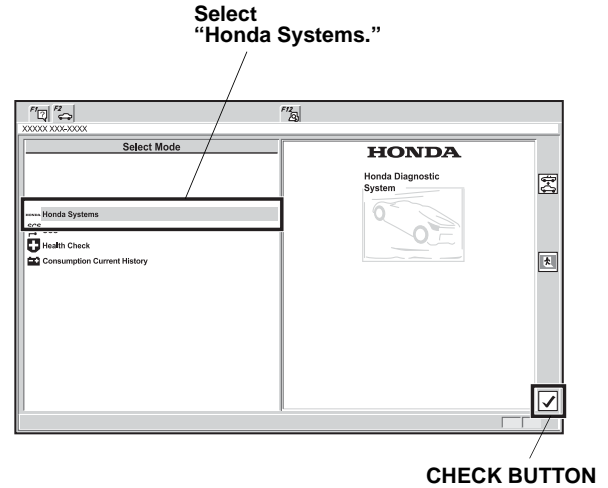 Select
“Honda Systems.”
F1 F2 F12
XXXXX XXX-XXXX
Select Mode
HONDA
Honda Diagnostic
System
HONDA Honda Systems
Health Check
Consumption Current History
CHECK BUTTON